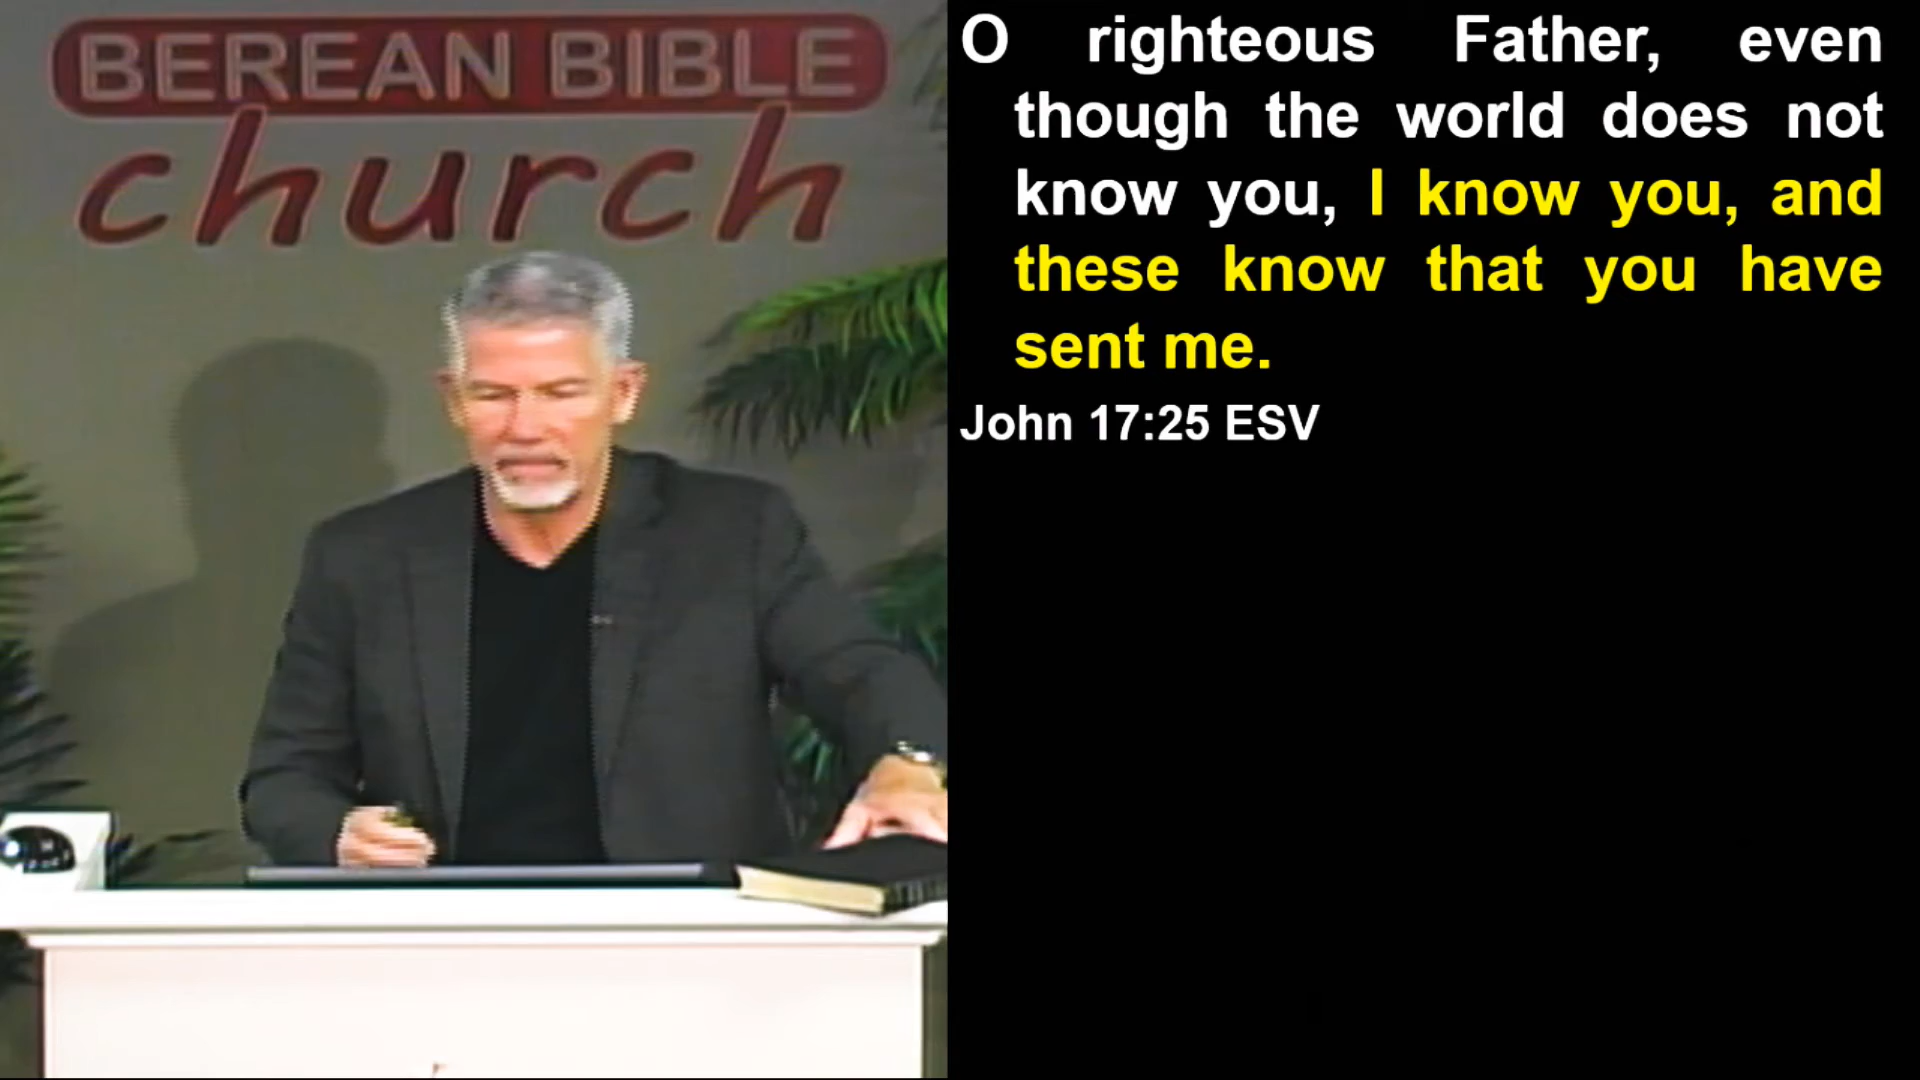 BEREAN BIBLE
church
O righteous Father, even
though the world does not
know you, I know you, and
these know that you have
sent me.
John 17:25 ESV